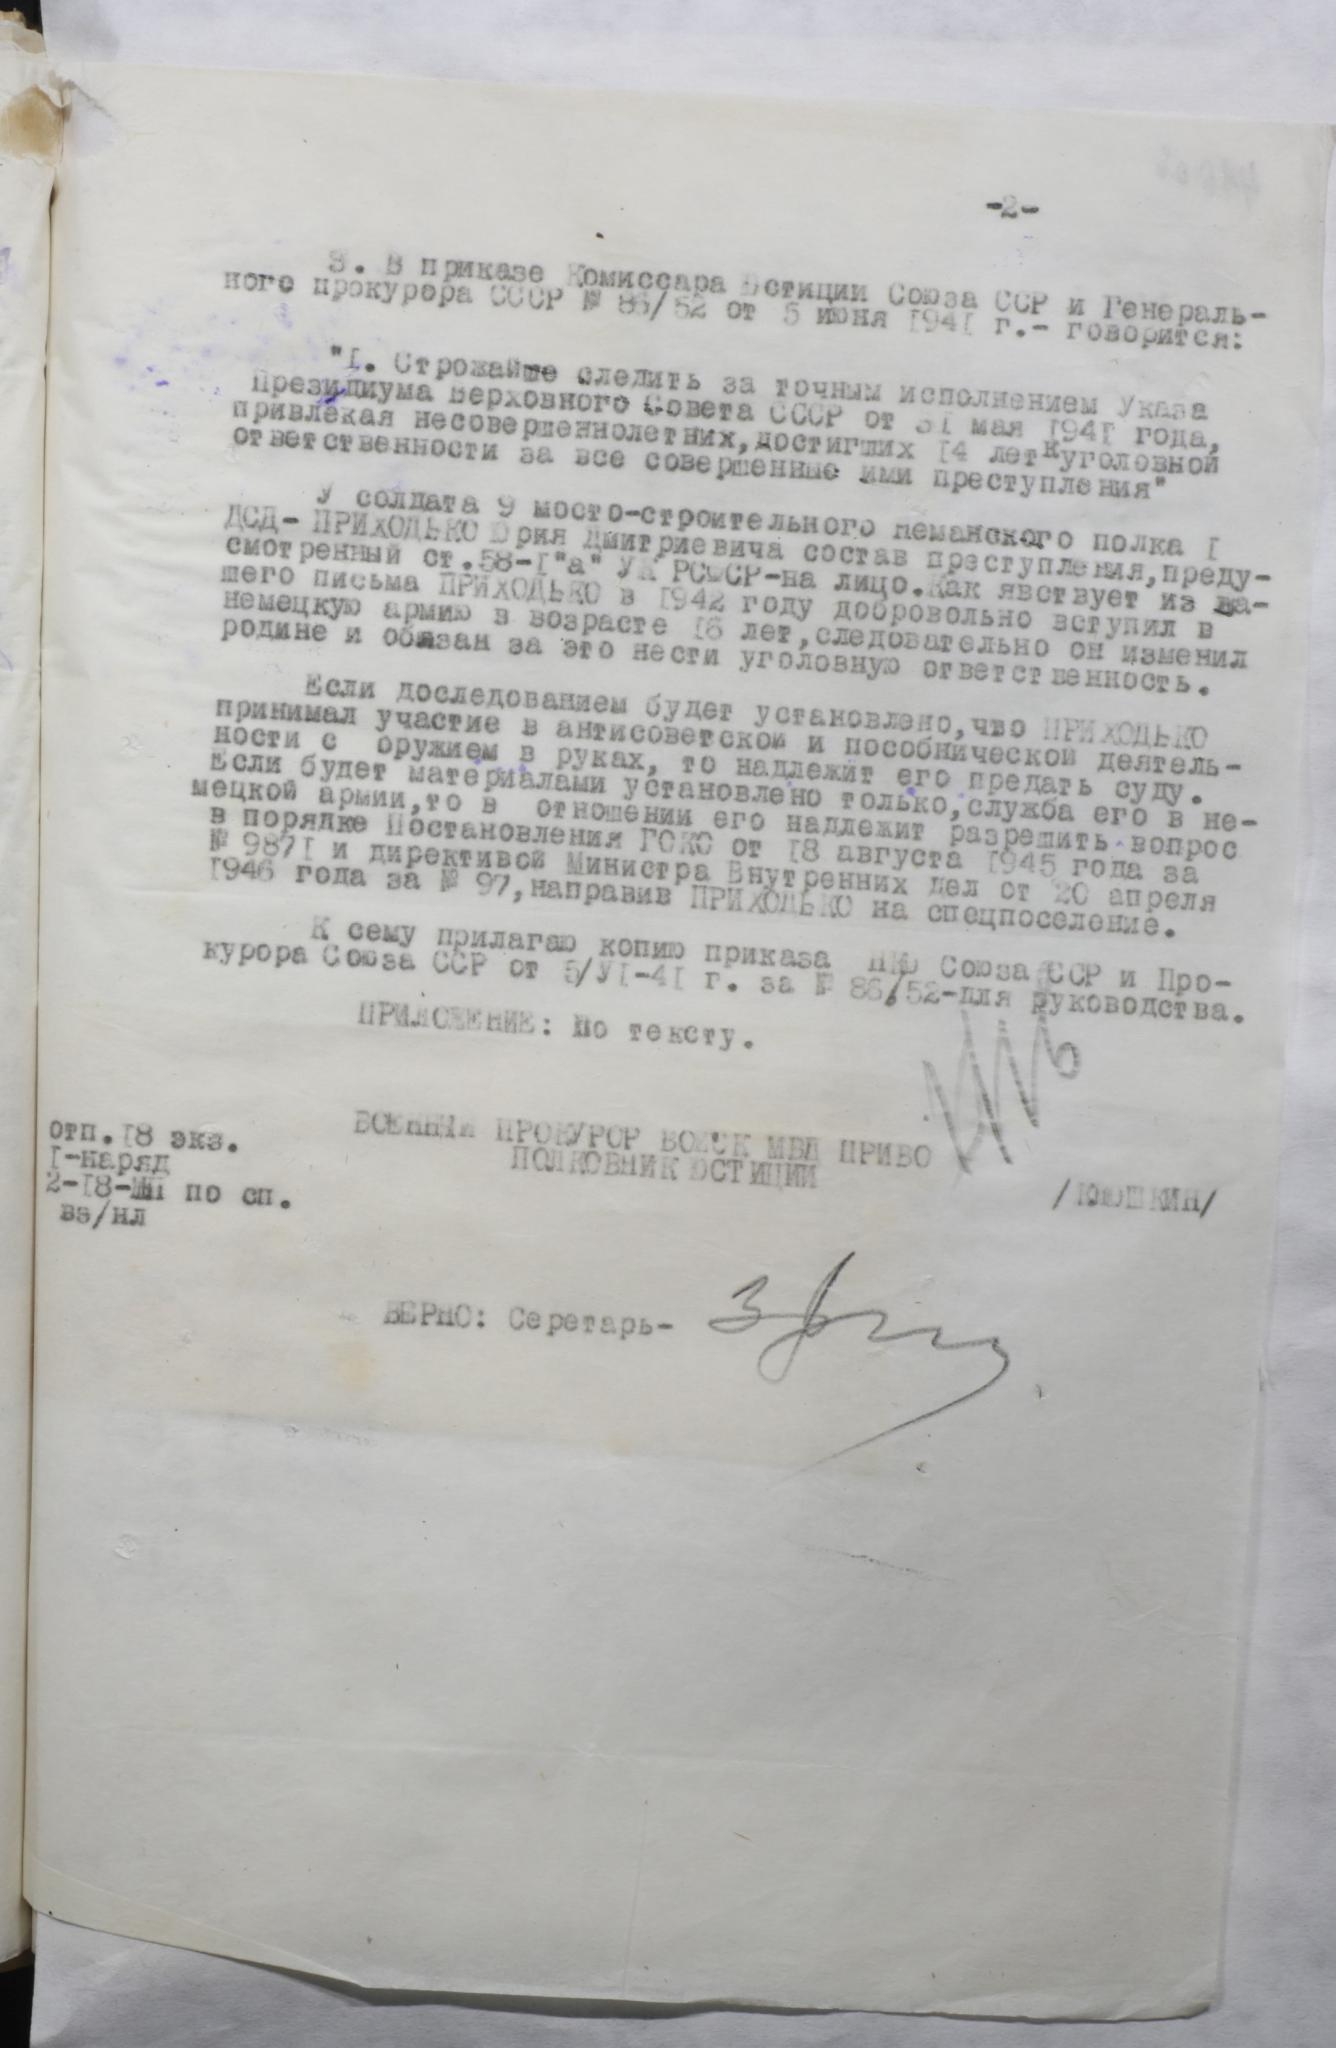 -2-
3. В приказе Комиссара Юстиции Союза ССР и Генераль-
ного прокурора СССР № 86/52 от 5 июня 1941 г.- говорится:
"1. Строжайше следить за точным исполнением Указа
Президиума Верховного Совета СССР от 31 мая 1941 года,
привлекая несовершеннолетних, достигших 14 лет к уголовной
ответственности за все совершенные ими преступления"
У солдата 9 мосто-строительного неманского полка 1
ДСД- ПРИХОДЬКО Юрия Дмитриевича состав преступления, преду-
смотренный ст.58-1"а" УК РСФСР-на лицо. Как явствует из ва-
шего письма ПРИХОДЬКО в 1942 году добровольно вступил в
немецкую армию в возрасте 16 лет, следовательно он изменил
родине и обязан за это нести уголовную ответственность.
Если доследованием будет установлено, что ПРИХОДЬКО
принимал участие в антисоветской и пособнической деятель-
ности с оружием в руках, то надлежит его предать суду.
Если будет материалами установлено только, служба его в не-
мецкой армии, то в отношении его надлежит разрешить вопрос
в порядке Постановления ГОКО от 18 августа 1945 года за
№ 9871 и директивой Министра Внутренних дел от 20 апреля
1946 года за № 97, направив ПРИХОДЬКО на спецпоселение.
К сему прилагаю копию приказа НКЮ Союза ССР и Про-
курора Союза ССР от 5/У1-41 г. за № 86/52-для руководства.
ПРИЛОЖЕНИЕ: По тексту.
ВОЕННЫЙ ПРОКУРОР ВОЙСК МВД ПРИВО
ПОЛКОВНИК ЮСТИЦИИ
/КЮШКИН/
отп.18 экз.
1-наряд
2-18-ВП по сп.
вз/нл
ВЕРНО: Серетарь-